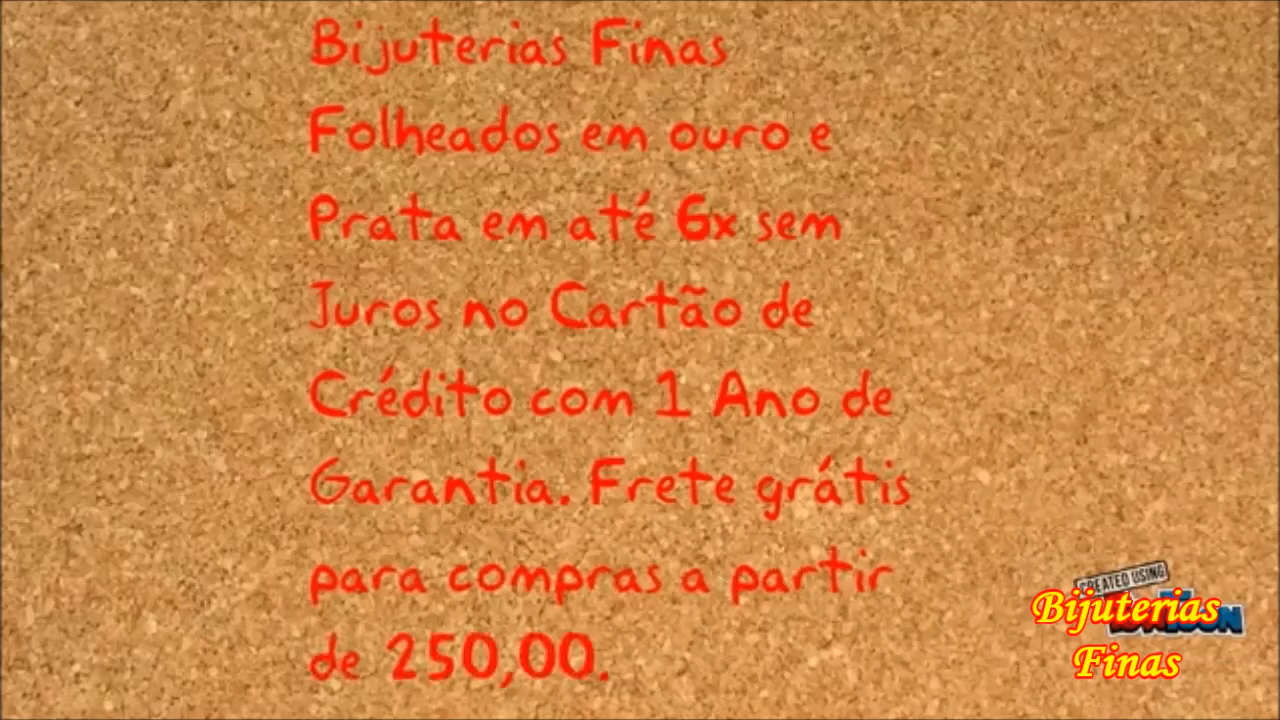 Bijuterias Finas
Folheados em ouro e
Prata em até 6x sem
Juros no Cartão de
Crédito com 1 Ano de
Garantia. Frete grátis
para compras a partir
de 250,00.
CREATED USING
Bijuterias
Finas